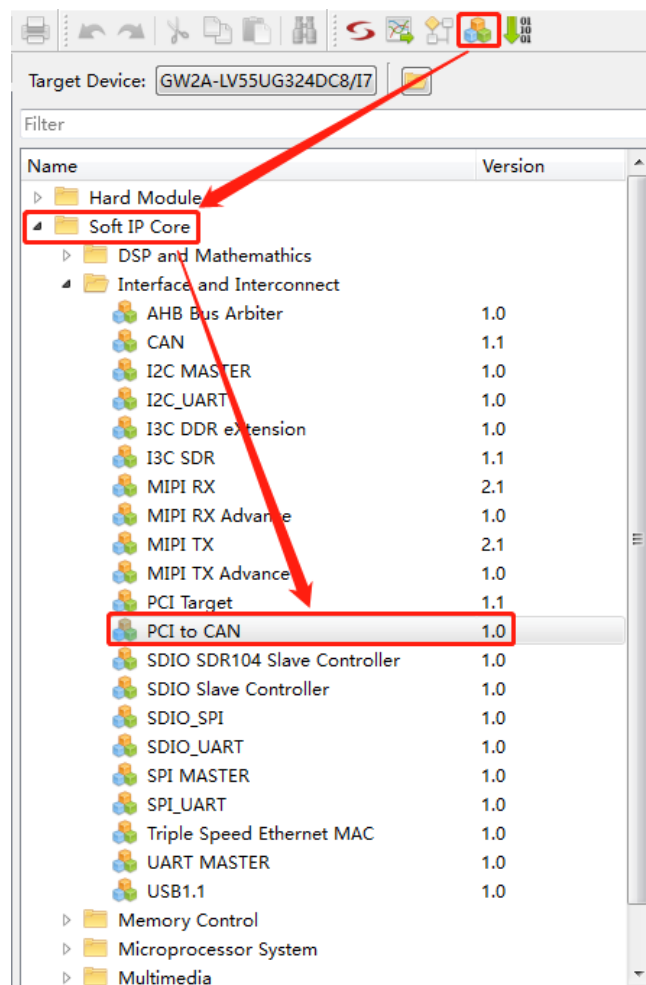 01
10
01
Target Device: GW2A-LV55UG324DC8/I7
Filter
Name Version
Hard Module
Soft IP Core
DSP and Mathemathics
Interface and Interconnect
AHB Bus Arbiter 1.0
CAN 1.1
I2C MASTER 1.0
I2C_UART 1.0
I3C DDR eXtension 1.0
I3C SDR 1.1
MIPI RX 2.1
MIPI RX Advance 1.0
MIPI TX 2.1
MIPI TX Advance 1.0
PCI Target 1.1
PCI to CAN 1.0
SDIO SDR104 Slave Controller 1.0
SDIO Slave Controller 1.0
SDIO_SPI 1.0
SDIO_UART 1.0
SPI MASTER 1.0
SPI_UART 1.0
Triple Speed Ethernet MAC 1.0
UART MASTER 1.0
USB1.1 1.0
Memory Control
Microprocessor System
Multimedia